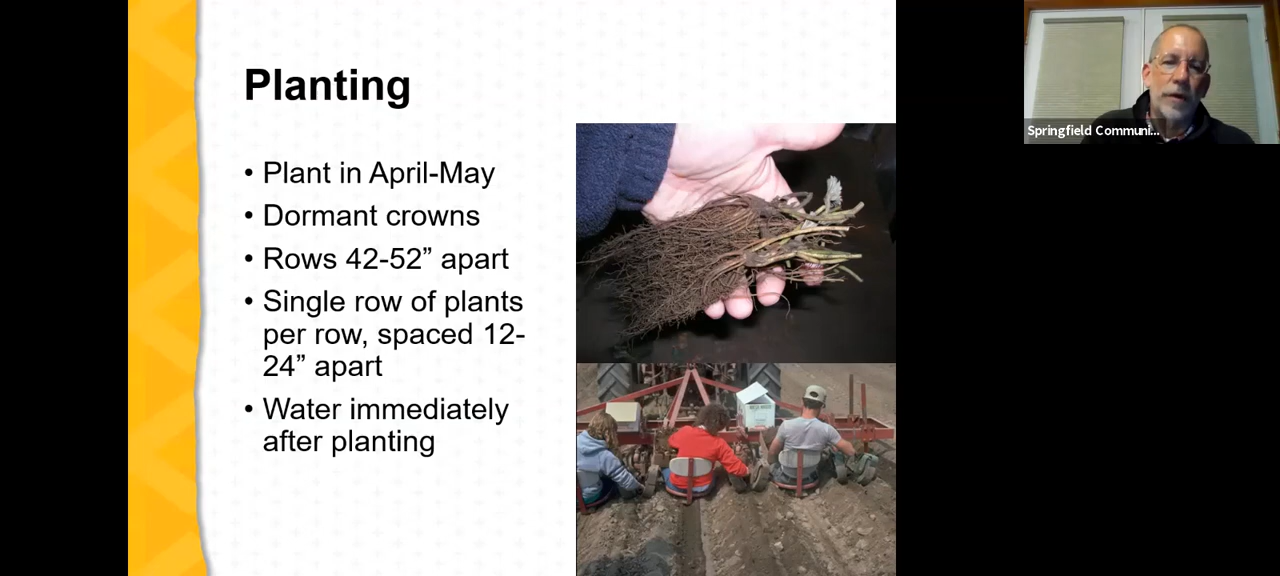 Planting
• Plant in April-May
• Dormant crowns
• Rows 42-52” apart
• Single row of plants
per row, spaced 12-
24” apart
• Water immediately
after planting
Springfield Communi...